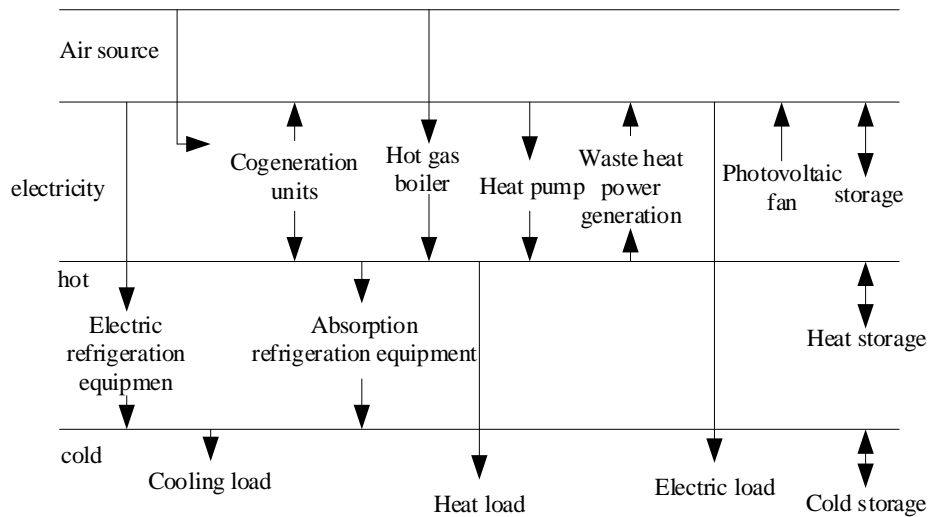 Air source
electricity
Cogeneration
units
Hot gas
boiler
Heat pump
Waste heat
power
generation
Photovoltaic
fan
storage
hot
Electric
refrigeration
equipmen
Absorption
refrigeration equipment
Heat storage
cold
Cooling load
Heat load
Electric load
Cold storage